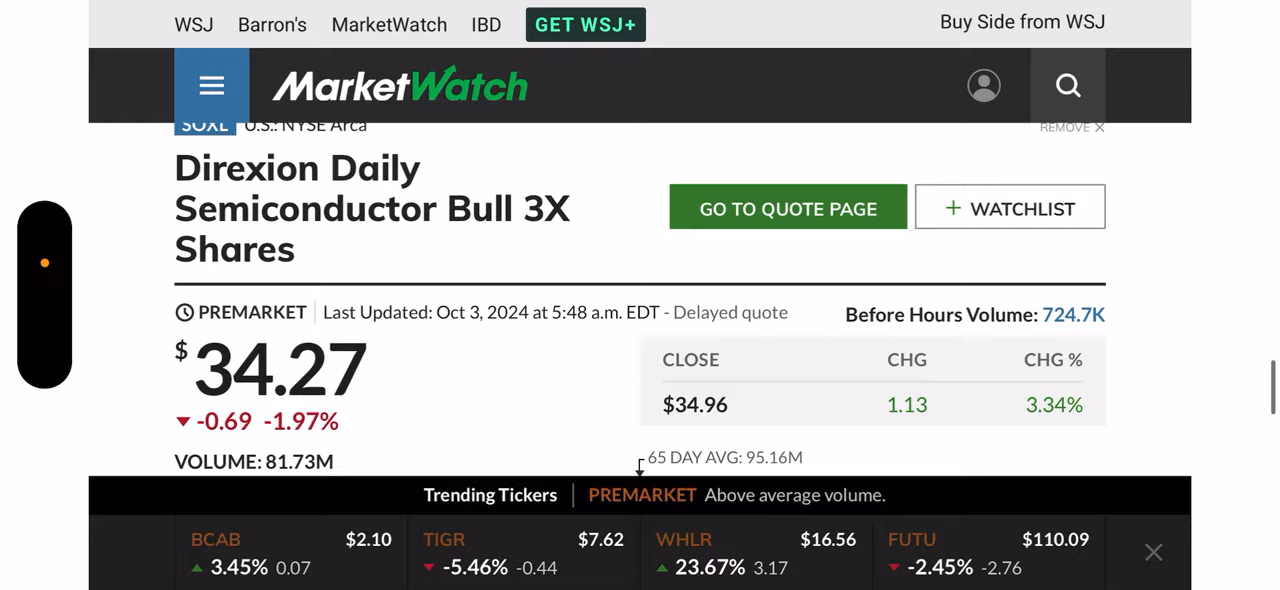 WSJ Barron's MarketWatch IBD GET WSJ+ Buy Side from WSJ
MarketWatch
SOXL U.S.: NYSE Arca REMOVE ×
Direxion Daily
Semiconductor Bull 3X
Shares
GO TO QUOTE PAGE + WATCHLIST
PREMARKET Last Updated: Oct 3, 2024 at 5:48 a.m. EDT - Delayed quote Before Hours Volume: 724.7K
$34.27
-0.69 -1.97%
CLOSE CHG CHG %
$34.96 1.13 3.34%
VOLUME: 81.73M 65 DAY AVG: 95.16M
Trending Tickers | PREMARKET Above average volume.
BCAB $2.10 TIGR $7.62 WHLR $16.56 FUTU $110.09
3.45% 0.07 -5.46% -0.44 23.67% 3.17 -2.45% -2.76